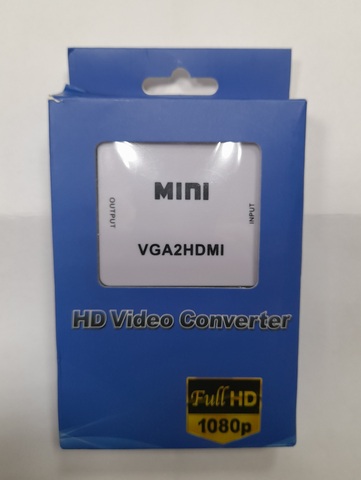 MINI
OUTPUT
INPUT
VGA2HDMI
HD Video Converter
Full HD
1080p